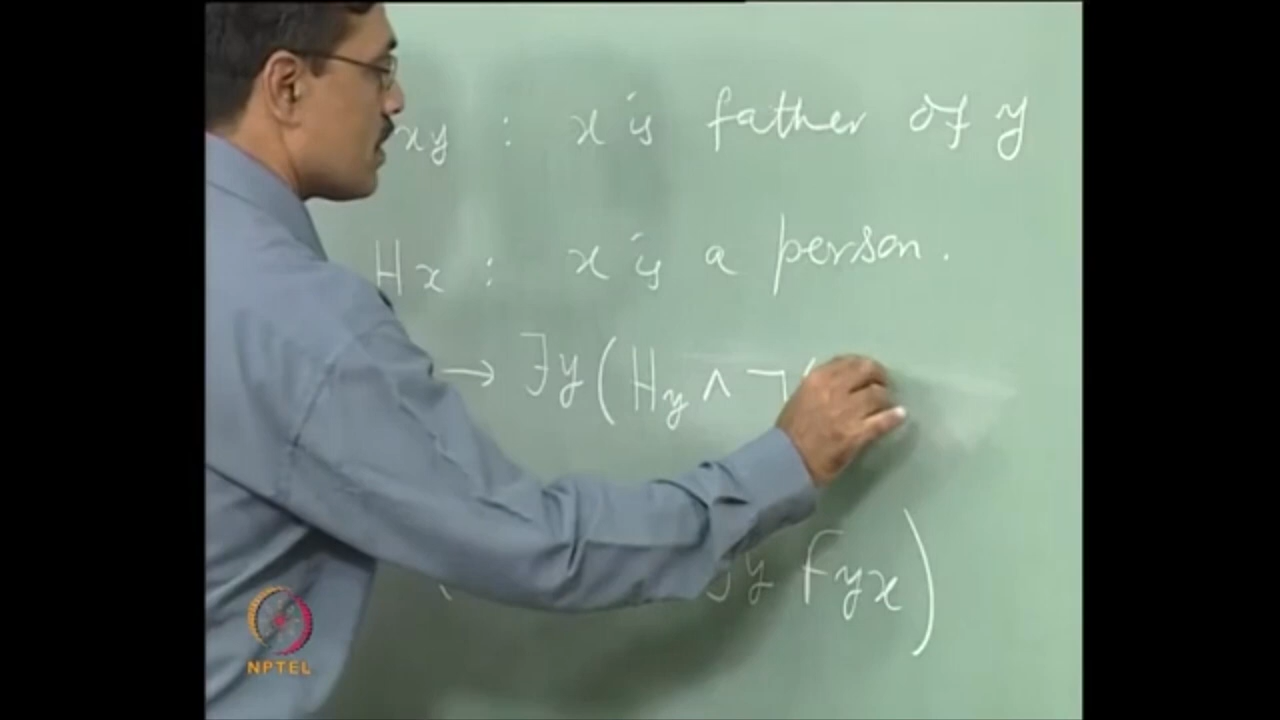 xy : x is father of y
Hx : x is a person.
→ ∃y(Hy ∧ ¬(
∃y Fyx)
NPTEL